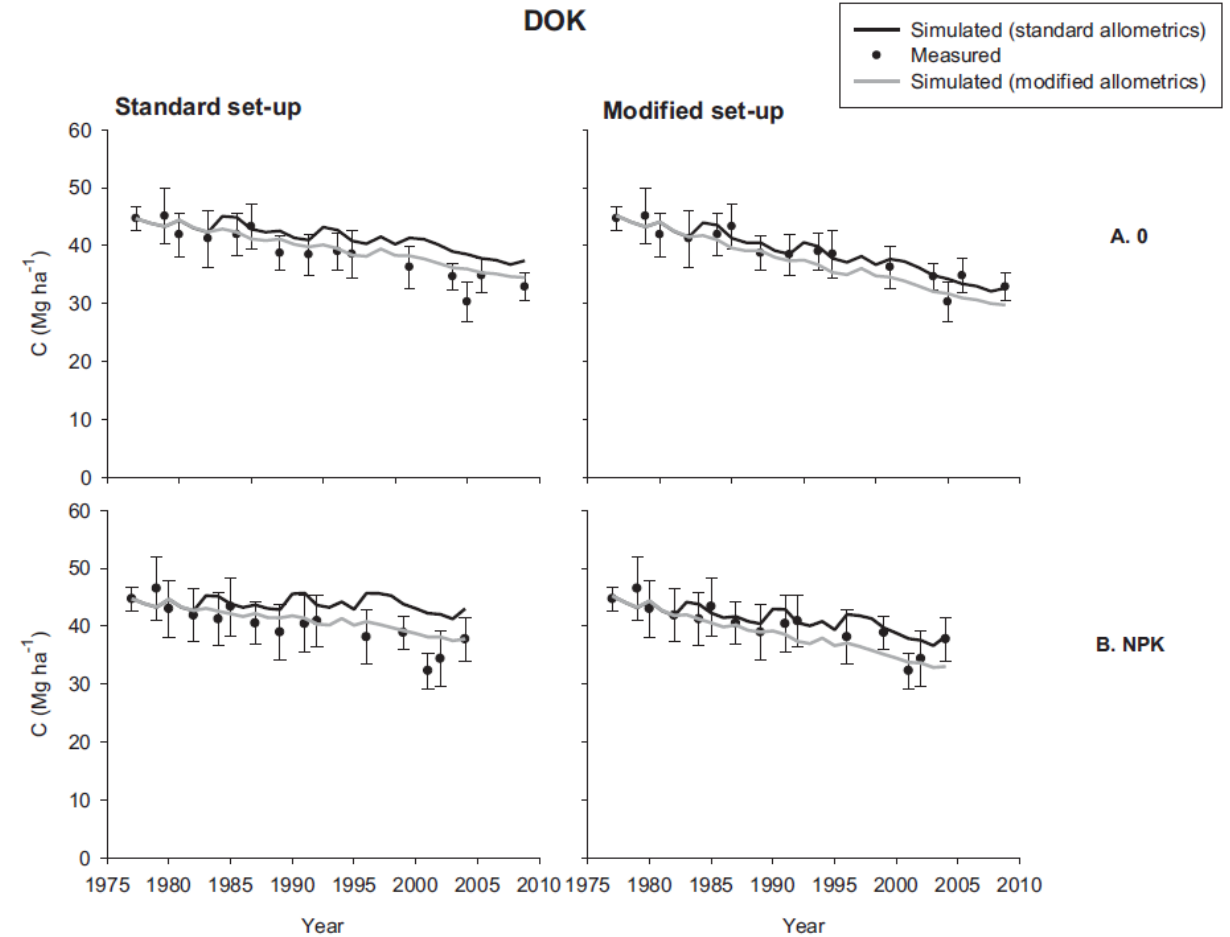 DOK
Simulated (standard allometrics)
Measured
Simulated (modified allometrics)
Standard set-up
Modified set-up
60
50
40
30
20
10
0
C (Mg ha⁻¹)
A. 0
60
50
40
30
20
10
0
C (Mg ha⁻¹)
B. NPK
1975 1980 1985 1990 1995 2000 2005 2010 1975 1980 1985 1990 1995 2000 2005 2010
Year Year